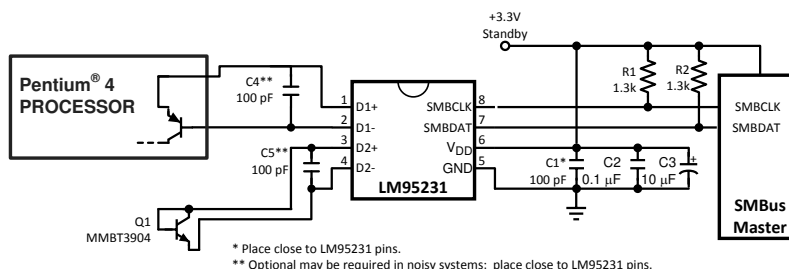 +3.3V
Standby
Pentium® 4
PROCESSOR
C4**
100 pF
R1
1.3k
R2
1.3k
1 D1+ SMBCLK 8 SMBCLK
2 D1- SMBDAT 7 SMBDAT
3 D2+ VDD 6
4 D2- GND 5
C5**
100 pF
LM95231
C1* C2 C3 +
100 pF 0.1 µF 10 µF
SMBus
Master
Q1
MMBT3904
* Place close to LM95231 pins.
** Optional may be required in noisy systems; place close to LM95231 pins.